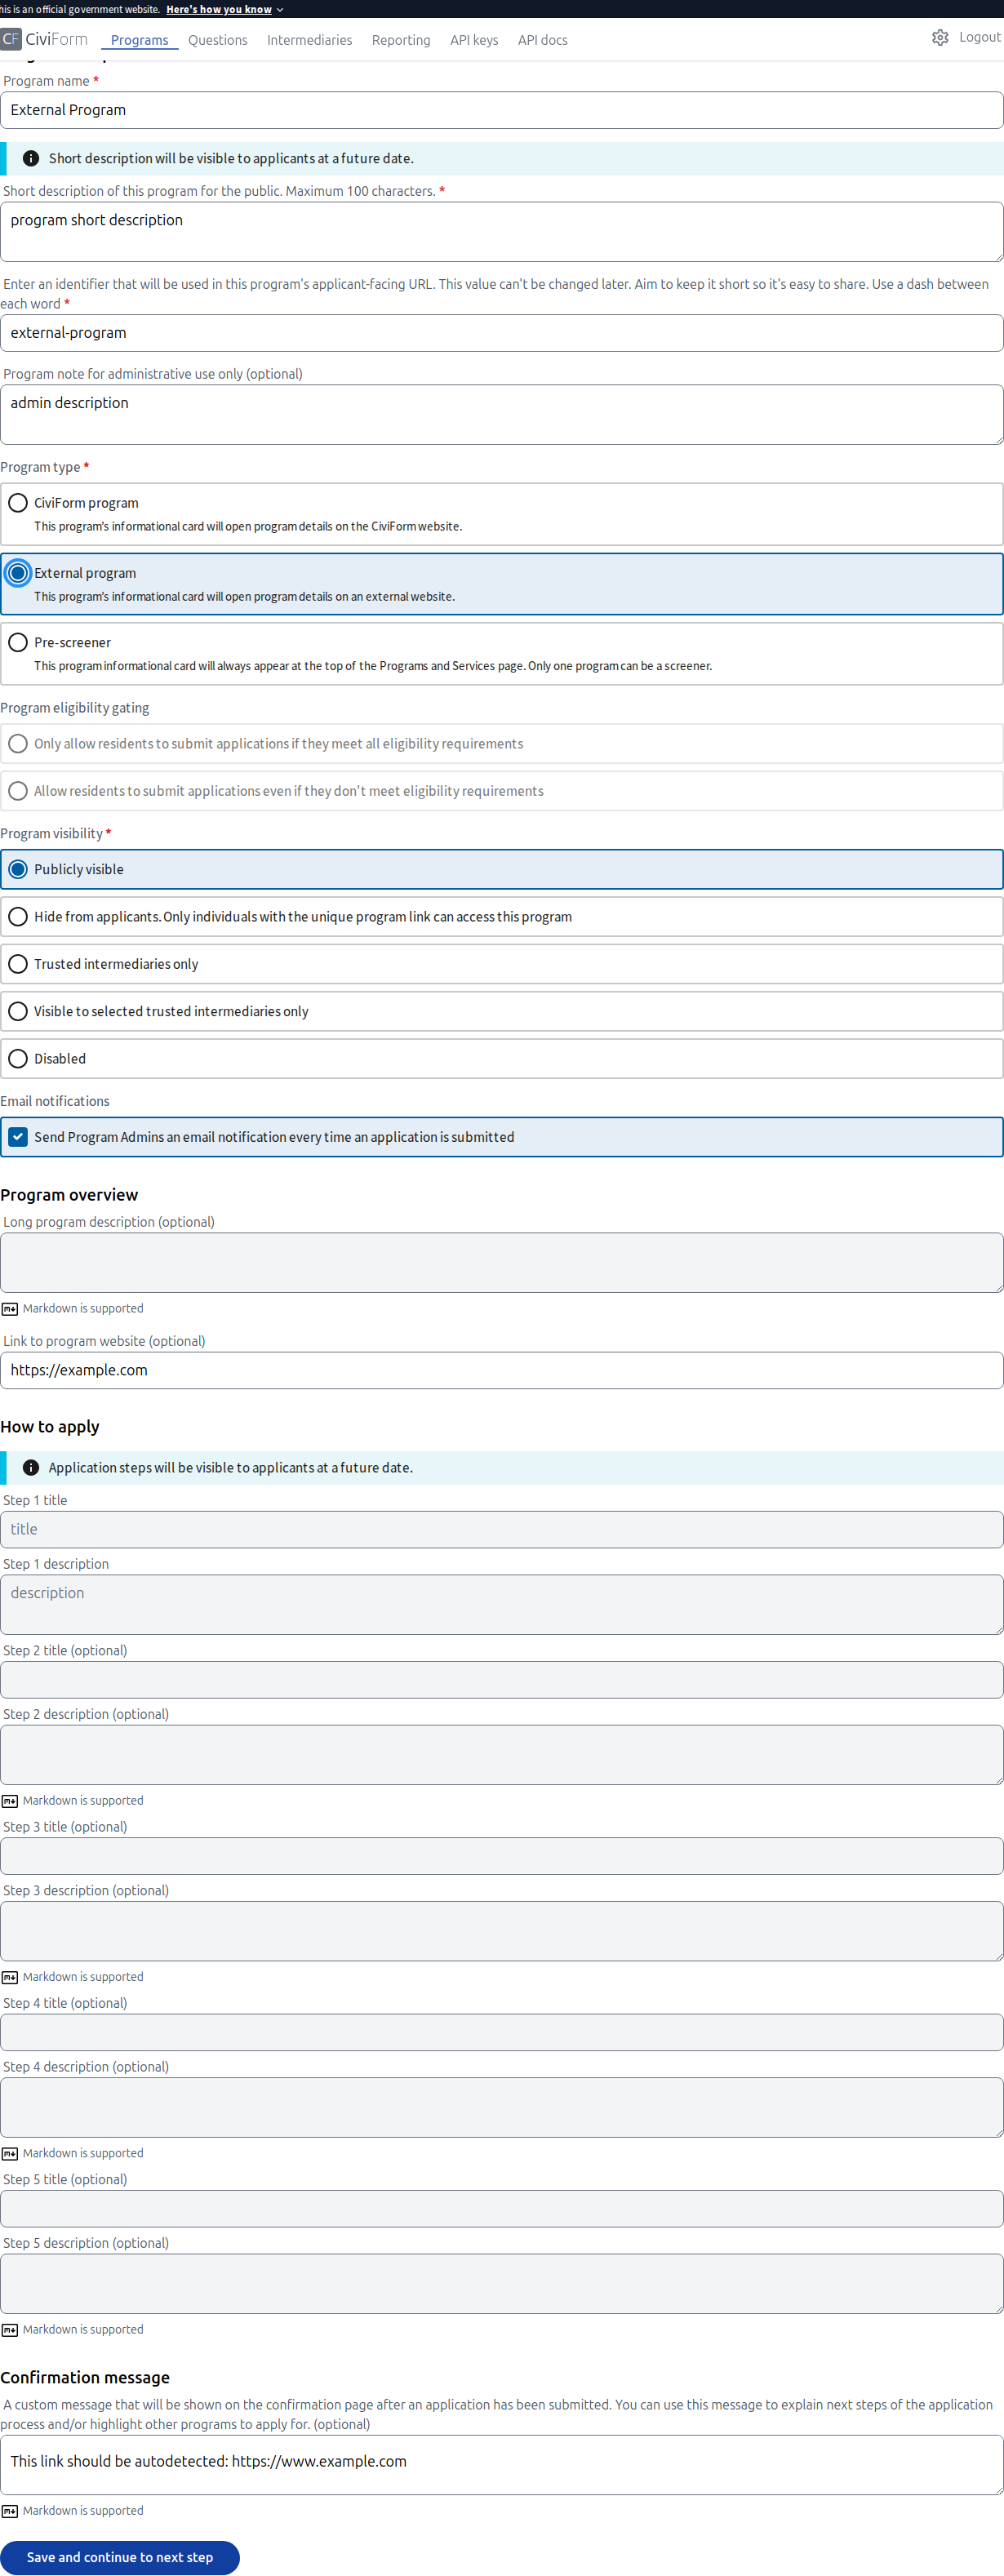 his is an official government website. Here's how you know
CF CiviForm Programs Questions Intermediaries Reporting API keys API docs Logout
Program name *
External Program
Short description will be visible to applicants at a future date.
Short description of this program for the public. Maximum 100 characters. *
program short description
Enter an identifier that will be used in this program's applicant-facing URL. This value can't be changed later. Aim to keep it short so it's easy to share. Use a dash between
each word *
external-program
Program note for administrative use only (optional)
admin description
Program type *
CiviForm program
This program's informational card will open program details on the CiviForm website.
External program
This program's informational card will open program details on an external website.
Pre-screener
This program informational card will always appear at the top of the Programs and Services page. Only one program can be a screener.
Program eligibility gating
Only allow residents to submit applications if they meet all eligibility requirements
Allow residents to submit applications even if they don't meet eligibility requirements
Program visibility *
Publicly visible
Hide from applicants. Only individuals with the unique program link can access this program
Trusted intermediaries only
Visible to selected trusted intermediaries only
Disabled
Email notifications
Send Program Admins an email notification every time an application is submitted
Program overview
Long program description (optional)
Markdown is supported
Link to program website (optional)
https://example.com
How to apply
Application steps will be visible to applicants at a future date.
Step 1 title
title
Step 1 description
description
Step 2 title (optional)
Step 2 description (optional)
Markdown is supported
Step 3 title (optional)
Step 3 description (optional)
Markdown is supported
Step 4 title (optional)
Step 4 description (optional)
Markdown is supported
Step 5 title (optional)
Step 5 description (optional)
Markdown is supported
Confirmation message
A custom message that will be shown on the confirmation page after an application has been submitted. You can use this message to explain next steps of the application
process and/or highlight other programs to apply for. (optional)
This link should be autodetected: https://www.example.com
Markdown is supported
Save and continue to next step